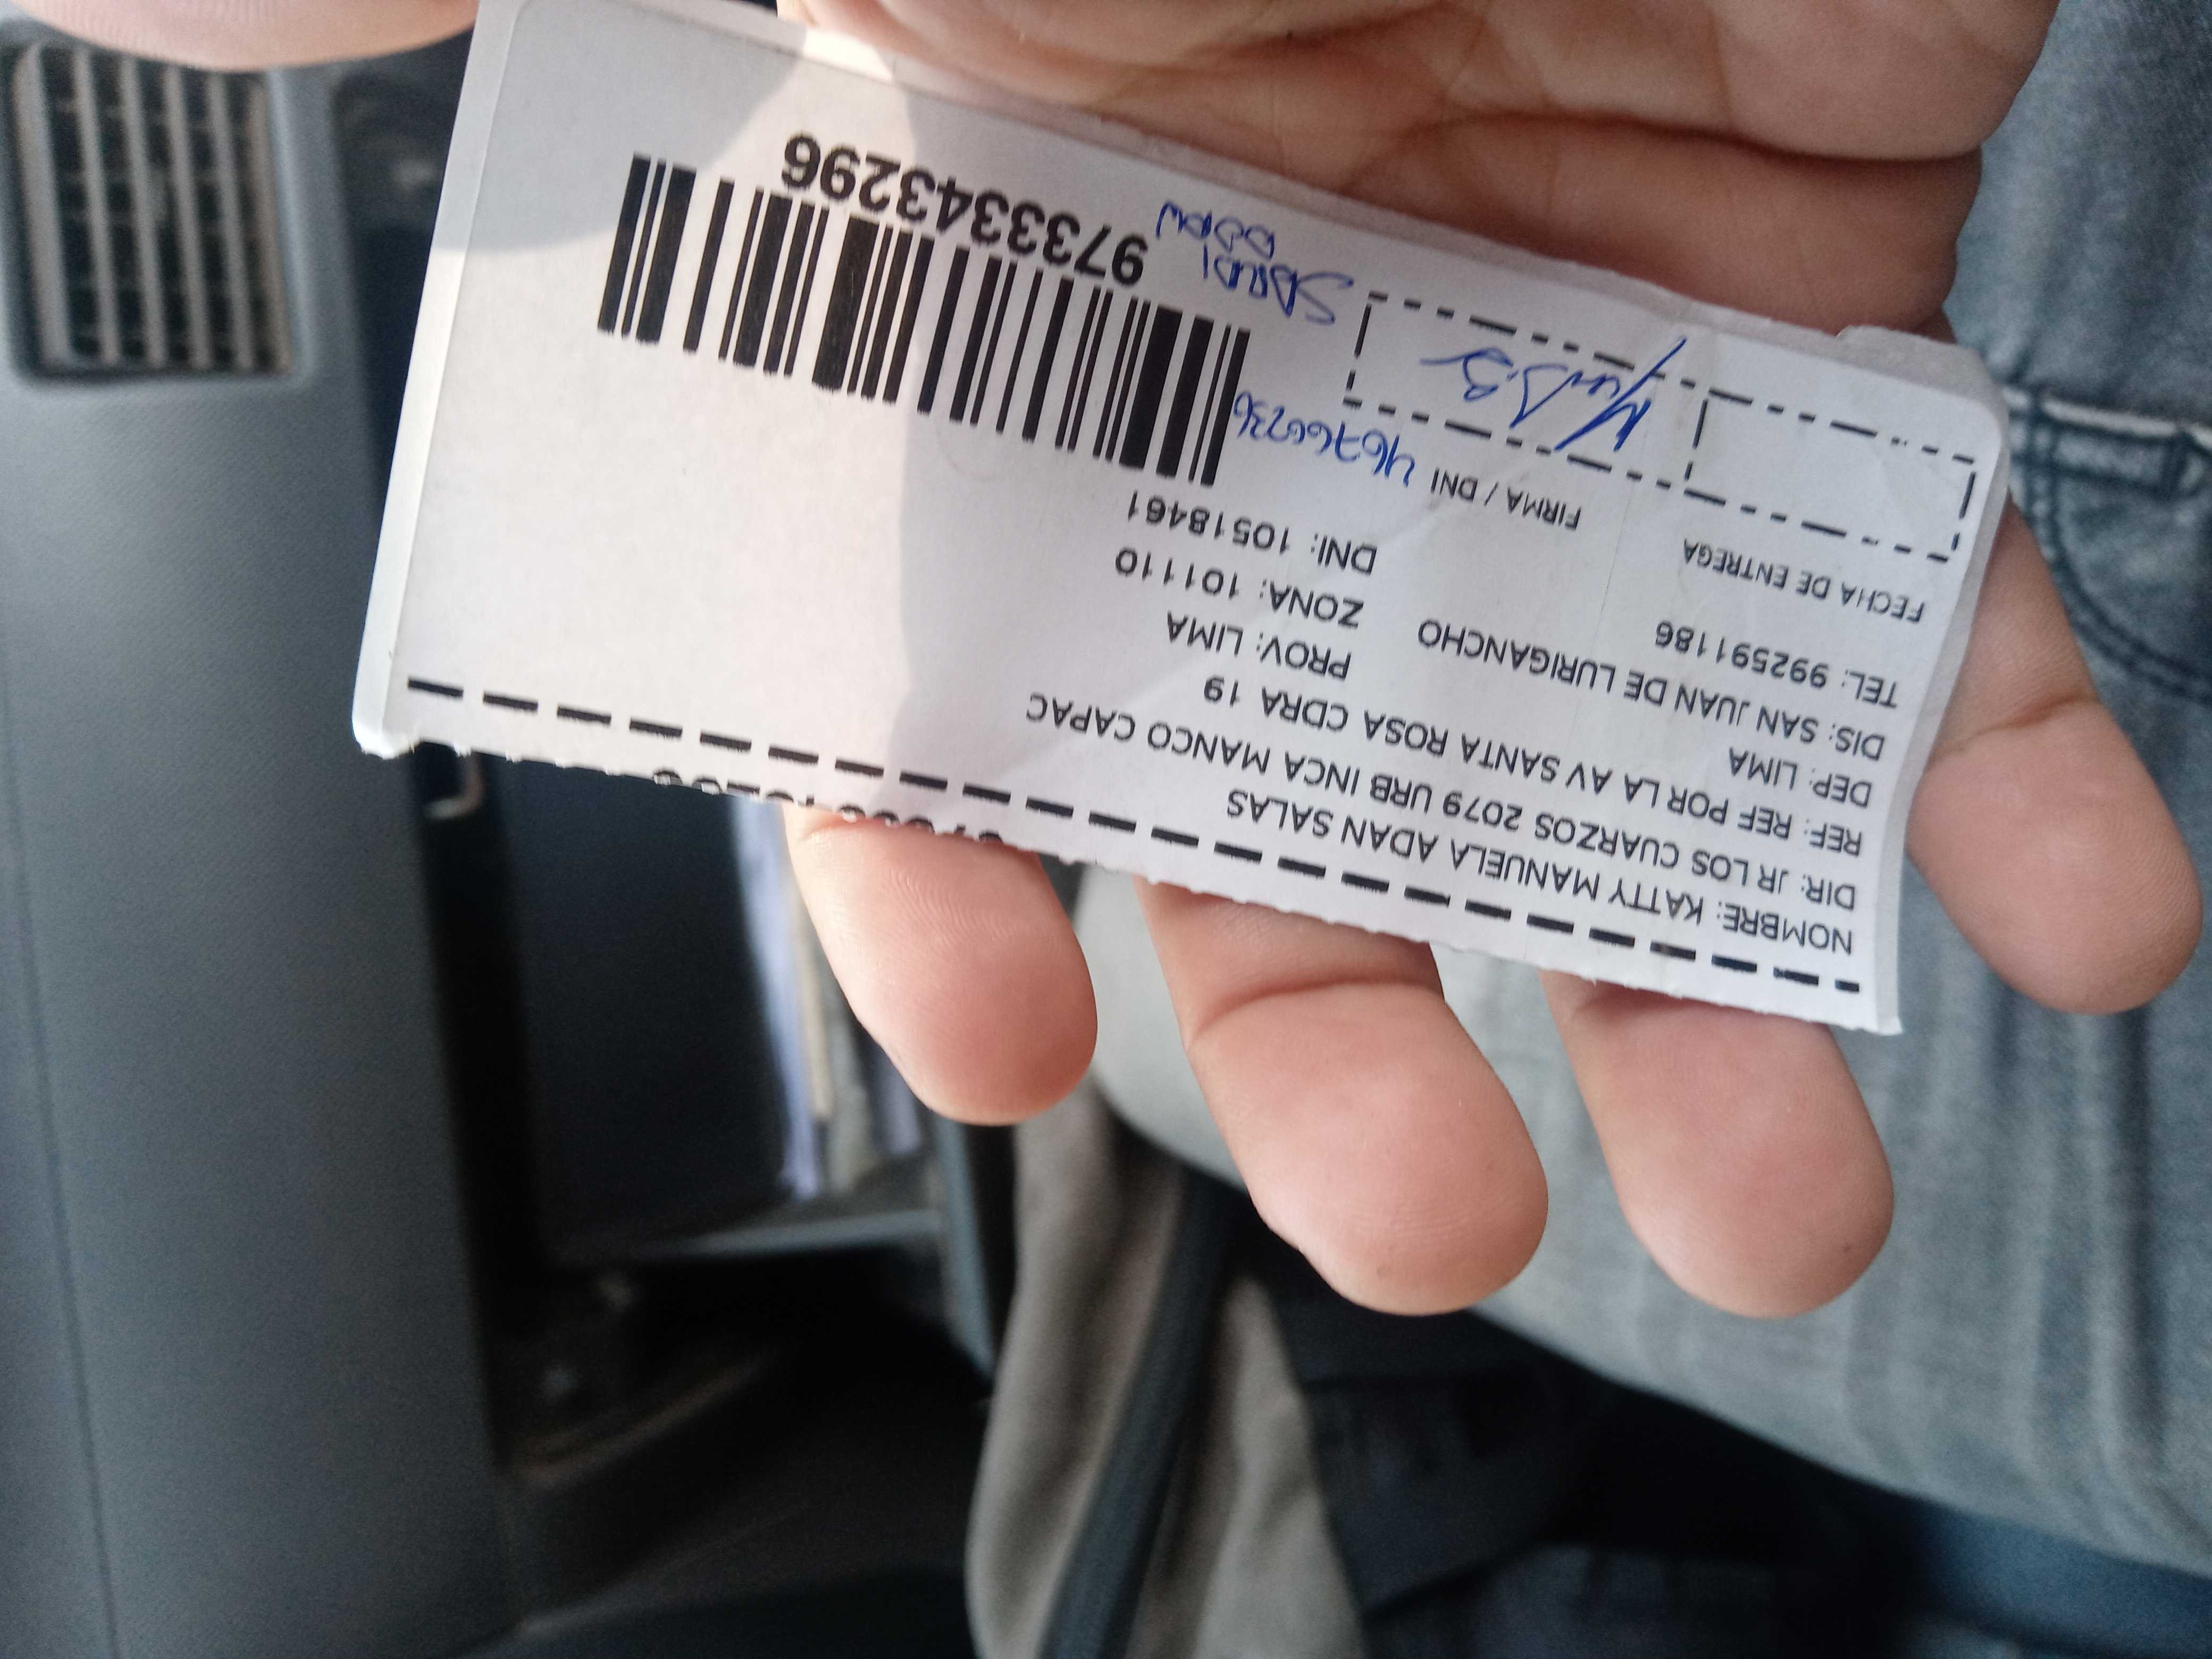 NOMBRE: KATTY MANUELA ADAN SALAS
DIR: JR LOS CUARZOS 2079 URB INCA MANCO CAPAC
REF: REF POR LA AV SANTA ROSA CDRA 19
DEP: LIMA PROV: LIMA
DIS: SAN JUAN DE LURIGANCHO ZONA: 101110
TEL: 992591186 DNI: 10518461
FECHA DE ENTREGA FIRMA / DNI 46766236
9733343296